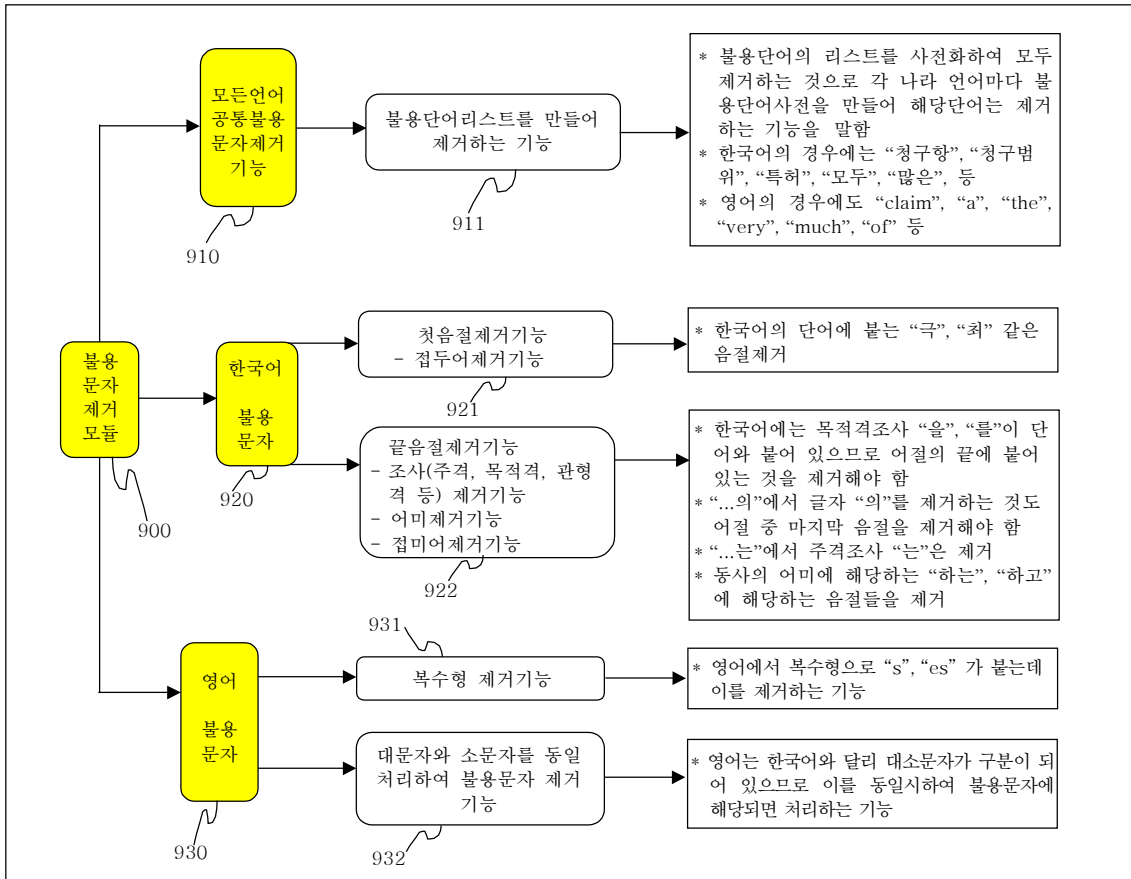 모든언어
공통불용
문자제거
기능
910
불용단어리스트를 만들어
제거하는 기능
911
* 불용단어의 리스트를 사전화하여 모두
제거하는 것으로 각 나라 언어마다 불
용단어사전을 만들어 해당단어는 제거
하는 기능을 말함
* 한국어의 경우에는 “청구항”, “청구범
위”, “특허”, “모두”, “많은”, 등
* 영어의 경우에도 “claim”, “a”, “the”,
“very”, “much”, “of” 등
불용
문자
제거
모듈
900
한국어
불용
문자
920
첫음절제거기능
- 접두어제거기능
921
* 한국어의 단어에 붙는 “극”, “최” 같은
음절제거
끝음절제거기능
- 조사(주격, 목적격, 관형
격 등) 제거기능
- 어미제거기능
- 접미어제거기능
922
* 한국어에는 목적격조사 “을”, “를”이 단
어와 붙어 있으므로 어절의 끝에 붙어
있는 것을 제거해야 함
* “...의”에서 글자 “의”를 제거하는 것도
어절 중 마지막 음절을 제거해야 함
* “...는”에서 주격조사 “는”은 제거
* 동사의 어미에 해당하는 “하는”, “하고”
에 해당하는 음절들을 제거
영어
불용
문자
930
931
복수형 제거기능
* 영어에서 복수형으로 “s”, “es” 가 붙는데
이를 제거하는 기능
대문자와 소문자를 동일
처리하여 불용문자 제거
기능
932
* 영어는 한국어와 달리 대소문자가 구분이 되
어 있으므로 이를 동일시하여 불용문자에
해당되면 처리하는 기능